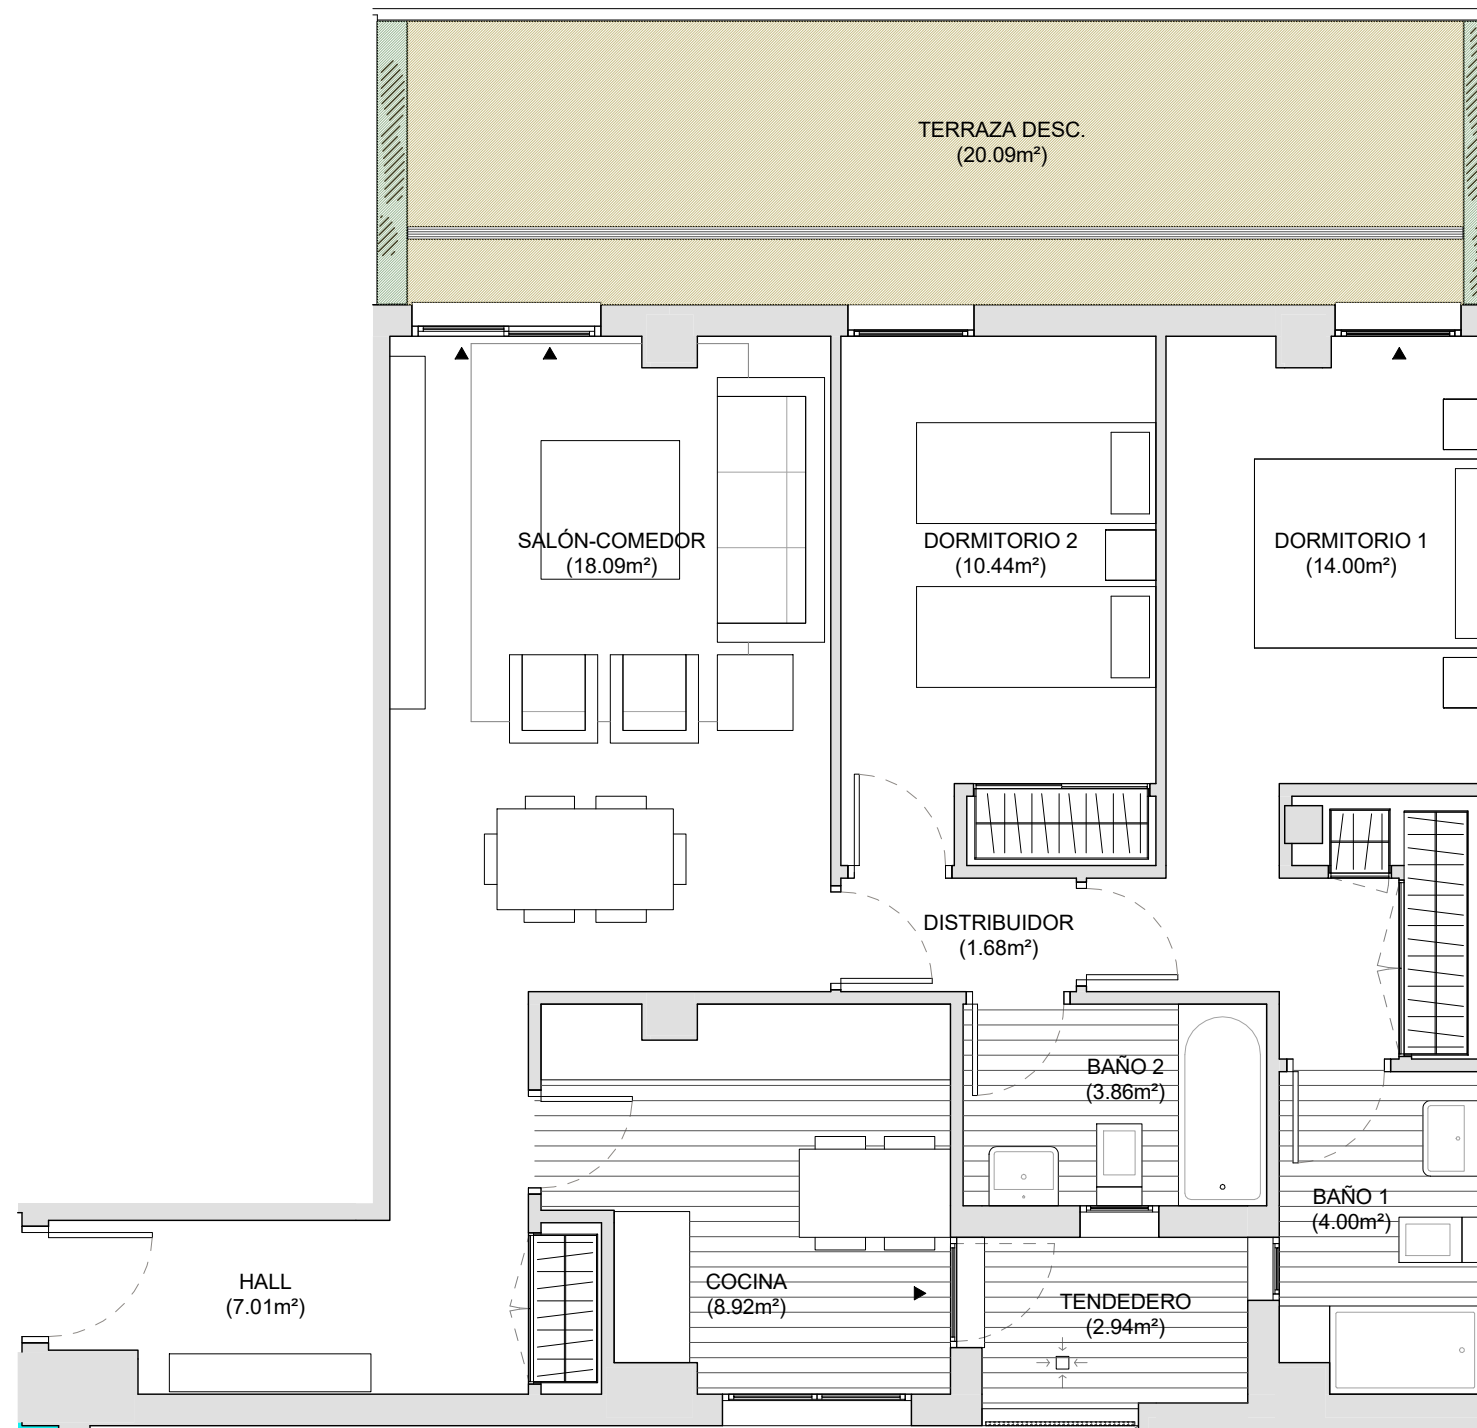 TERRAZA DESC.
(20.09m²)
SALÓN-COMEDOR
(18.09m²)
DORMITORIO 2
(10.44m²)
DORMITORIO 1
(14.00m²)
DISTRIBUIDOR
(1.68m²)
BAÑO 2
(3.86m²)
BAÑO 1
(4.00m²)
HALL
(7.01m²)
COCINA
(8.92m²)
TENDEDERO
(2.94m²)